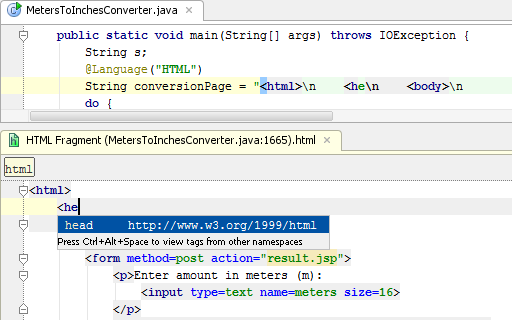 MetersToInchesConverter.java
public static void main(String[] args) throws IOException {
String s;
@Language("HTML")
String conversionPage = "<html>\n    <he\n    <body>\n
do {
HTML Fragment (MetersToInchesConverter.java:1665).html
html
<html>
<he
head    http://www.w3.org/1999/html
Press Ctrl+Alt+Space to view tags from other namespaces
<form method=post action="result.jsp">
<p>Enter amount in meters (m):
<input type=text name=meters size=16>
</p>